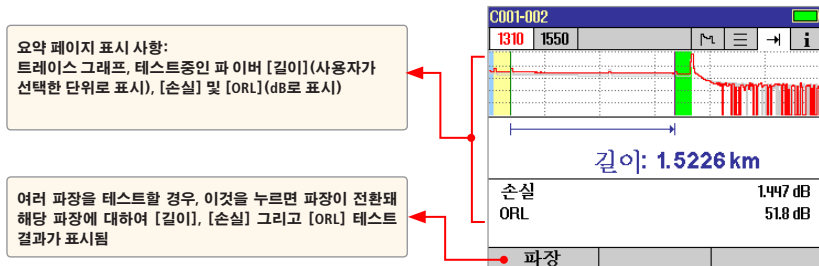 요약 페이지 표시 사항:
트레이스 그래프, 테스트중인 파 이버 [길이](사용자가
선택한 단위로 표시), [손실] 및 [ORL](dB로 표시)
여러 파장을 테스트할 경우, 이것을 누르면 파장이 전환돼
해당 파장에 대하여 [길이], [손실] 그리고 [ORL] 테스트
결과가 표시됨
C001-002
1310 1550 i
길이: 1.5226 km
손실 1.447 dB
ORL 51.8 dB
파장